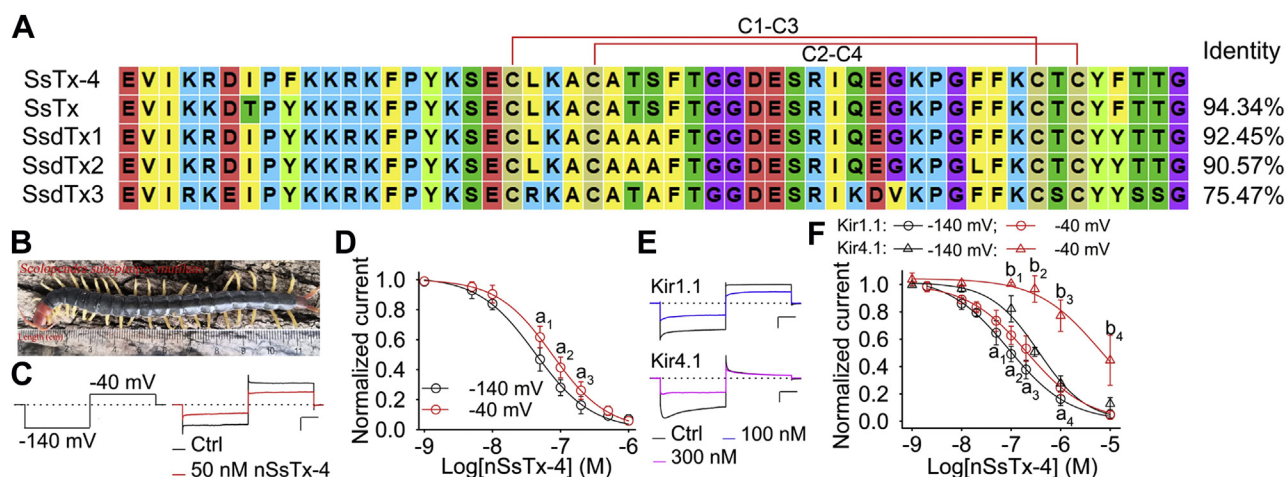 A
C1-C3
C2-C4
Identity
SsTx-4 EVIKRDIPFKKRKFPYKSECLKACATSFTGGDESRIQEGKPGFFKCTCYFTTG
SsTx EVIKKDTPYKKRKFPYKSECLKACATSFTGGDESRIQEGKPGFFKCTCYFTTG 94.34%
SsdTx1 EVIKRDIPYKKRKFPYKSECLKACAAAFTGGDESRIQEGKPGFFKCTCYYTTG 92.45%
SsdTx2 EVIKRDIPYKKRKFPYKSECLKACAAAFTGGDESRIQEGKPGLFKCTCYYTTG 90.57%
SsdTx3 EVIRKEIPYKKRKFPYKSECRKACATAFTGGDESRIKDVKPGFFKCSCYYSSG 75.47%
B
C
-40 mV
-140 mV
Ctrl
50 nM nSsTx-4
D
Normalized current
1.0
0.8
0.6
0.4
0.2
0.0
a1
a2
a3
-140 mV
-40 mV
-9 -8 -7 -6
Log[nSsTx-4] (M)
E
Kir1.1
Kir4.1
Ctrl 100 nM
300 nM
F
Kir1.1: -140 mV; -40 mV
Kir4.1: -140 mV: -40 mV
Normalized current
1.0
0.8
0.6
0.4
0.2
0.0
b1
b2
b3
b4
a1
a2
a3
a4
-9 -8 -7 -6 -5
Log[nSsTx-4] (M)